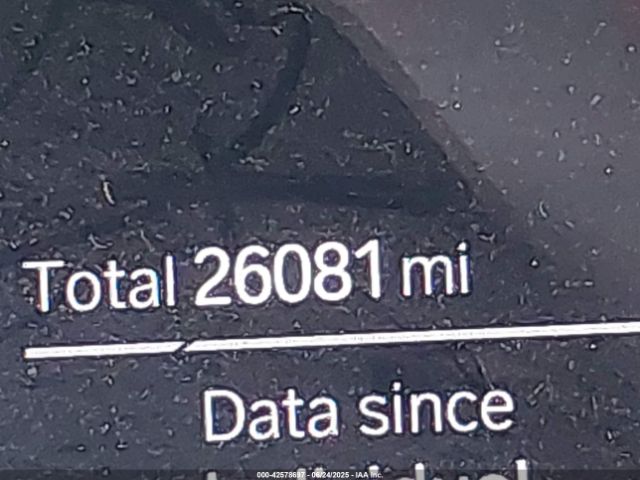 Total 26081 mi
Data since
000-42578697 - 06/24/2025 - IAA Inc.